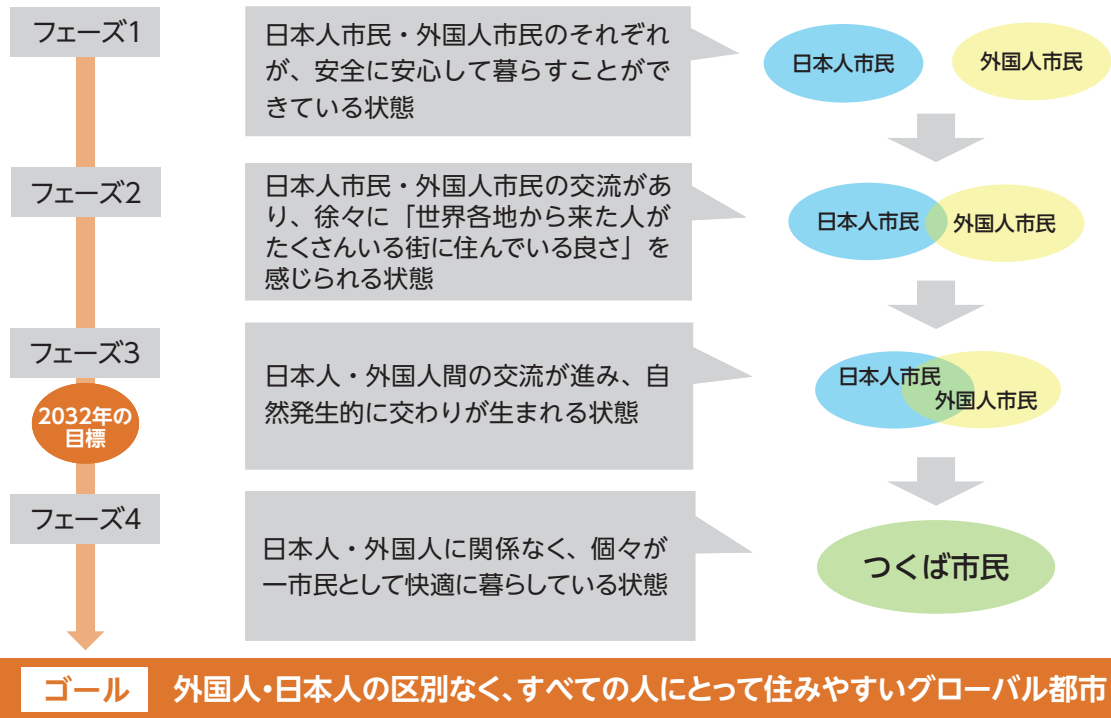 フェーズ1
日本人市民・外国人市民のそれぞれ
が、安全に安心して暮らすことがで
きている状態
日本人市民
外国人市民
フェーズ2
日本人市民・外国人市民の交流があ
り、徐々に「世界各地から来た人が
たくさんいる街に住んでいる良さ」を
感じられる状態
日本人市民
外国人市民
フェーズ3
2032年の
目標
日本人・外国人間の交流が進み、自
然発生的に交わりが生まれる状態
日本人市民
外国人市民
フェーズ4
日本人・外国人に関係なく、個々が
一市民として快適に暮らしている状態
つくば市民
ゴール 外国人・日本人の区別なく、すべての人にとって住みやすいグローバル都市